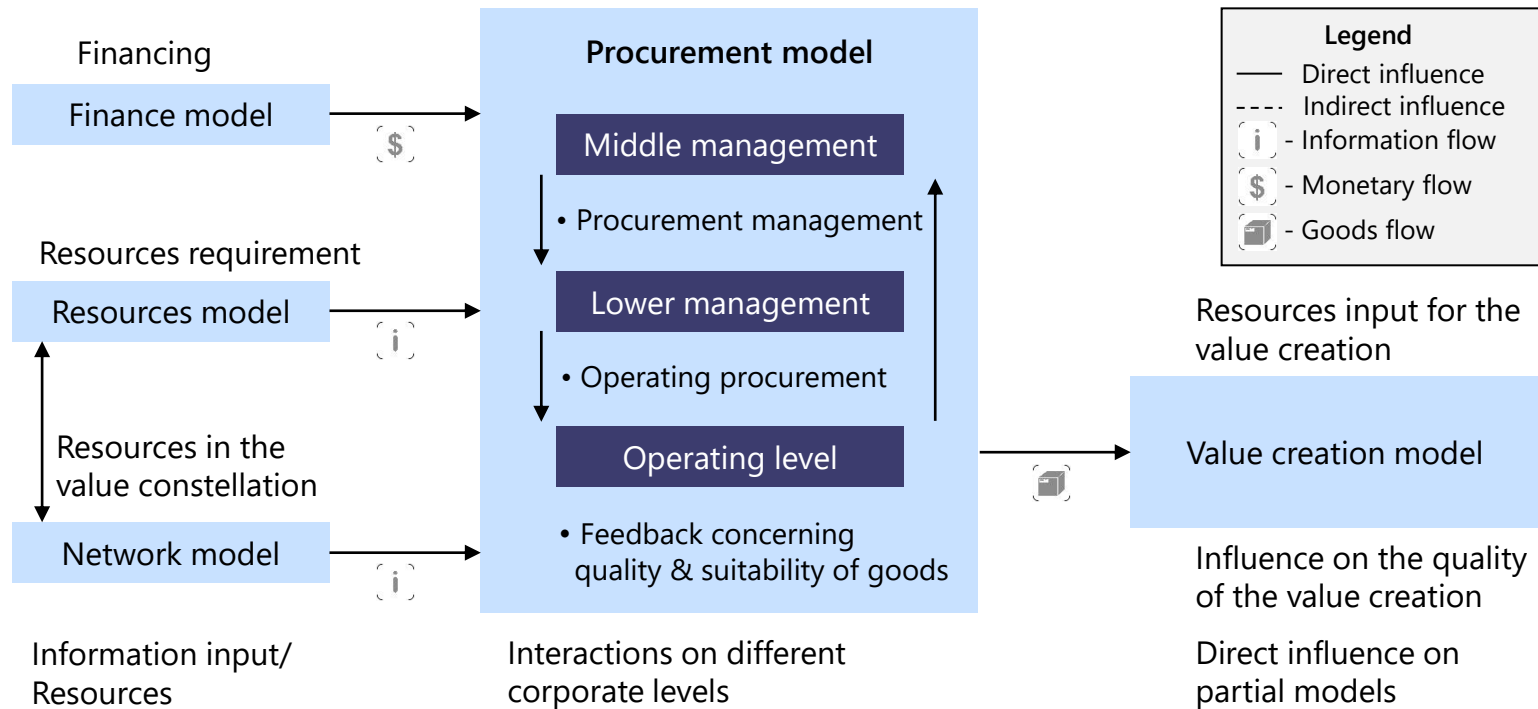 Financing
Finance model
$
Resources requirement
Resources model
i
Resources in the
value constellation
Network model
i
Information input/
Resources
Procurement model
Middle management
• Procurement management
Lower management
• Operating procurement
Operating level
• Feedback concerning
quality & suitability of goods
Interactions on different
corporate levels
Legend
Direct influence
Indirect influence
i - Information flow
$ - Monetary flow
- Goods flow
Resources input for the
value creation
Value creation model
Influence on the quality
of the value creation
Direct influence on
partial models